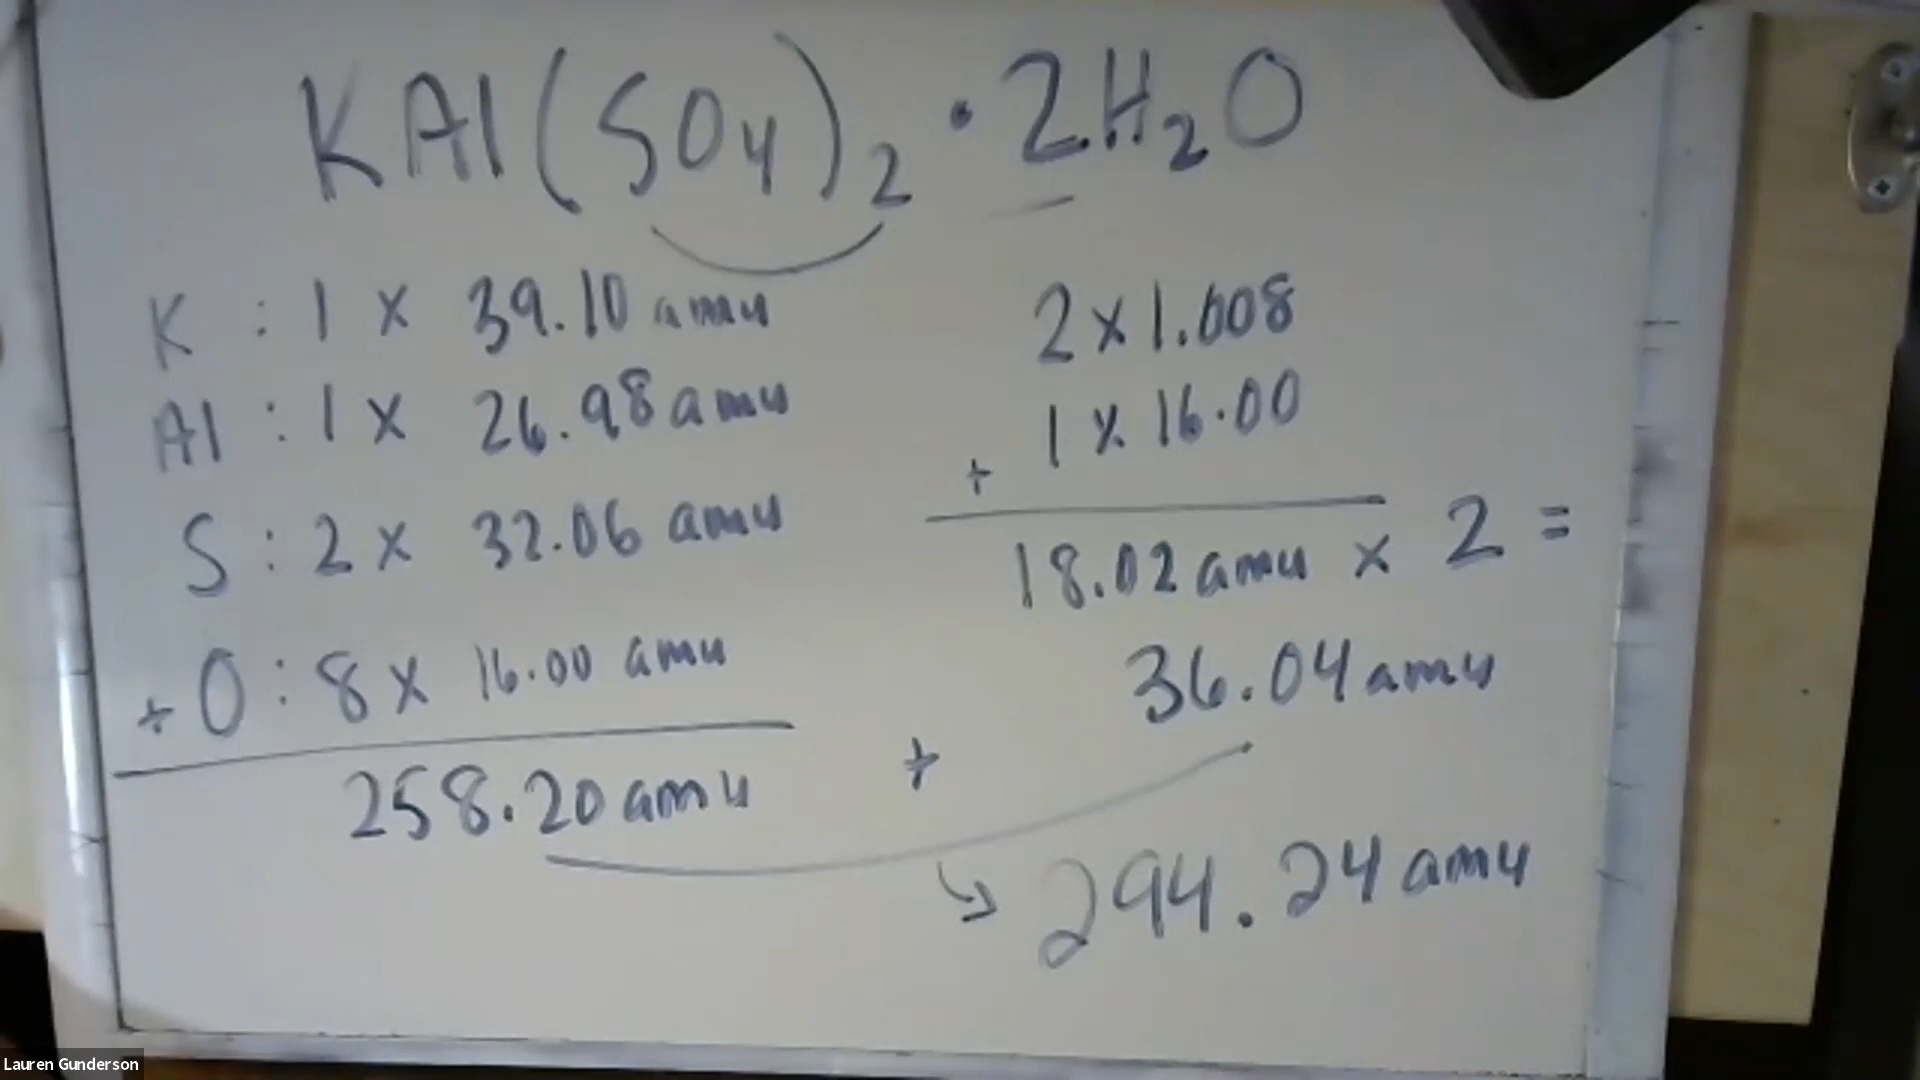 KAl(SO4)2 • 2H2O
K : 1 x 39.10 amu
Al : 1 x 26.98 amu
S : 2 x 32.06 amu
+ O : 8 x 16.00 amu
258.20 amu
2 x 1.008
1 x 16.00
+
18.02 amu x 2 =
36.04 amu
+
294.24 amu
Lauren Gunderson